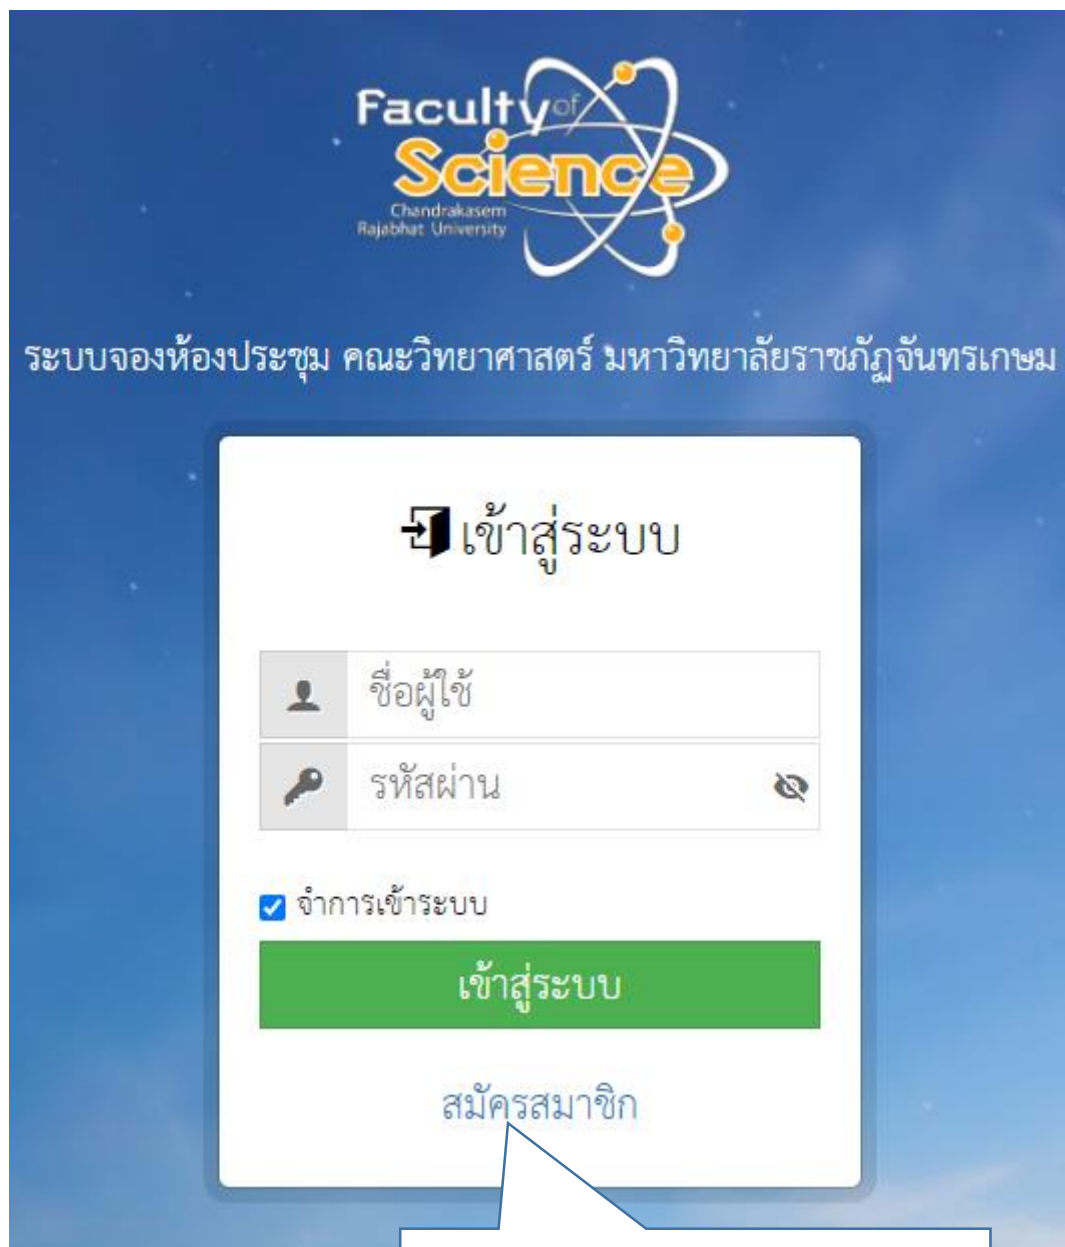 Faculty of
Science
Chandrakasem
Rajabhat University
ระบบจองห้องประชุม คณะวิทยาศาสตร์ มหาวิทยาลัยราชภัฏจันทรเกษม
เข้าสู่ระบบ
ชื่อผู้ใช้
รหัสผ่าน
จำการเข้าระบบ
เข้าสู่ระบบ
สมัครสมาชิก